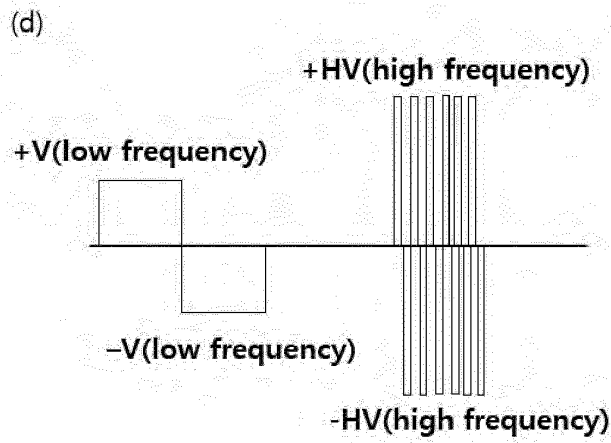 (d)
+HV(high frequency)
+V(low frequency)
–V(low frequency)
-HV(high frequency)